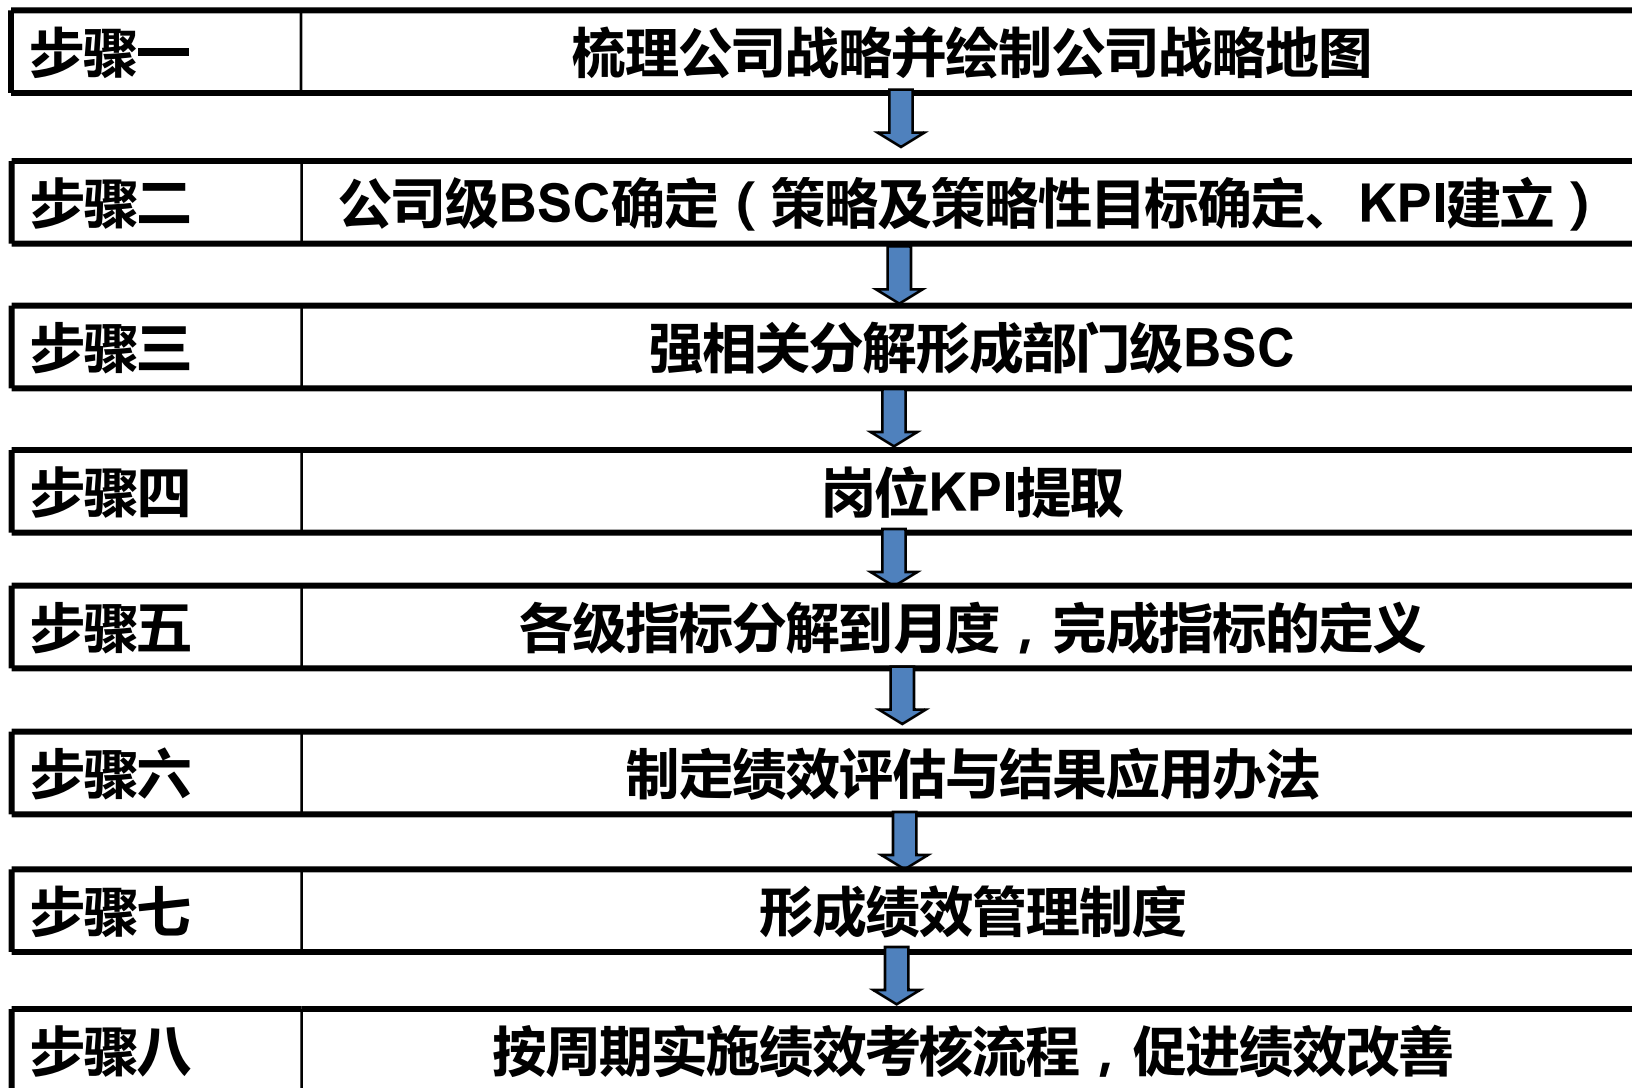 步骤一 梳理公司战略并绘制公司战略地图
步骤二 公司级BSC确定（策略及策略性目标确定、KPI建立）
步骤三 强相关分解形成部门级BSC
步骤四 岗位KPI提取
步骤五 各级指标分解到月度，完成指标的定义
步骤六 制定绩效评估与结果应用办法
步骤七 形成绩效管理制度
步骤八 按周期实施绩效考核流程，促进绩效改善